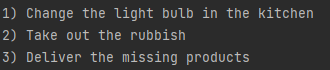 1) Change the light bulb in the kitchen
2) Take out the rubbish
3) Deliver the missing products